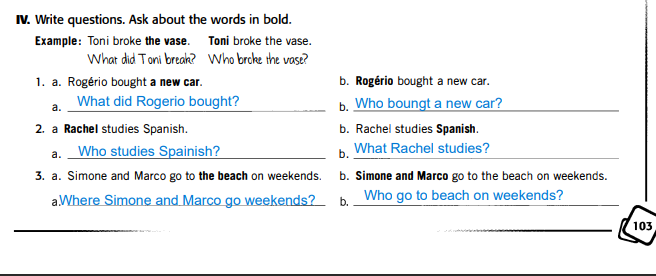 IV. Write questions. Ask about the words in bold.
Example: Toni broke the vase. Toni broke the vase.
What did Toni break? Who broke the vase?
1. a. Rogério bought a new car. b. Rogério bought a new car.
a. What did Rogerio bought? b. Who boungt a new car?
2. a Rachel studies Spanish. b. Rachel studies Spanish.
a. Who studies Spainish? b. What Rachel studies?
3. a. Simone and Marco go to the beach on weekends. b. Simone and Marco go to the beach on weekends.
a. Where Simone and Marco go weekends? b. Who go to beach on weekends?
103